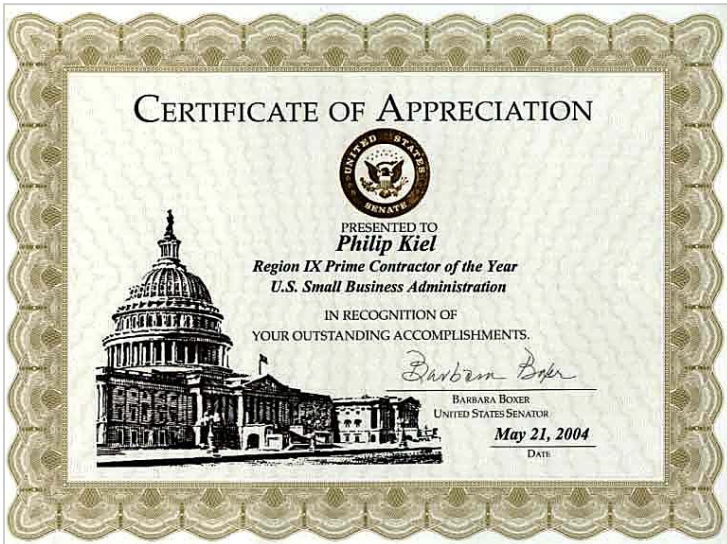 CERTIFICATE OF APPRECIATION
UNITED STATES
SENATE
PRESENTED TO
Philip Kiel
Region IX Prime Contractor of the Year
U.S. Small Business Administration
IN RECOGNITION OF
YOUR OUTSTANDING ACCOMPLISHMENTS.
Barbara Boxer
BARBARA BOXER
UNITED STATES SENATOR
May 21, 2004
DATE